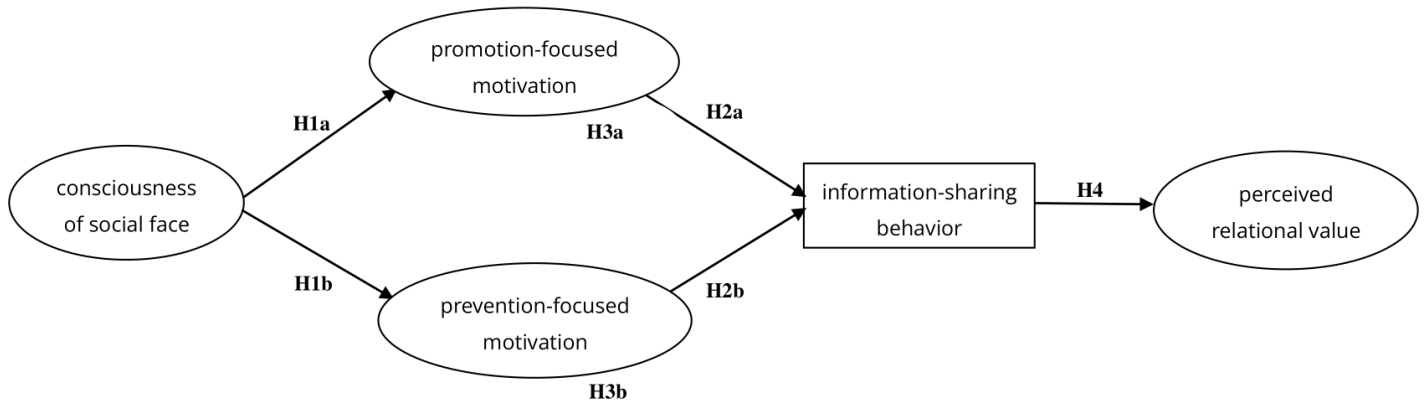 promotion-focused
motivation
H1a
H2a
H3a
consciousness
of social face
information-sharing
behavior
H4
perceived
relational value
H1b
H2b
prevention-focused
motivation
H3b